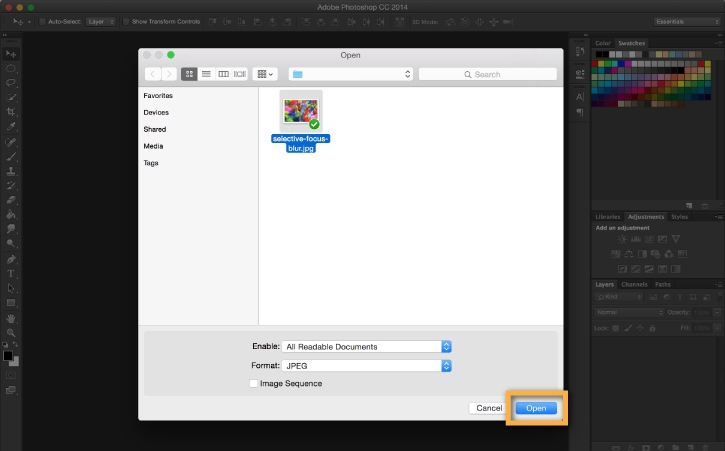 Adobe Photoshop CC 2014
Auto-Select: Layer Show Transform Controls 3D Mode: Essentials
Open
Search
Favorites
Devices
Shared
Media
Tags
selective-focus-
blur.jpg
Enable: All Readable Documents
Format: JPEG
Image Sequence
Cancel Open
Color Swatches
Libraries Adjustments Styles
Add an adjustment
Layers Channels Paths
Kind
Normal Opacity:
Lock: Fill: